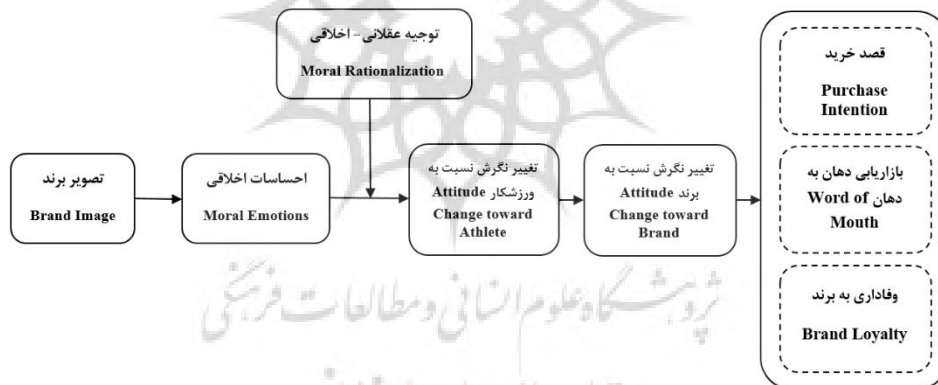 توجیه عقلانی – اخلاقی
Moral Rationalization
تصویر برند
Brand Image
احساسات اخلاقی
Moral Emotions
تغییر نگرش نسبت به
ورزشکار Attitude
Change toward
Athlete
تغییر نگرش نسبت به
برند Attitude
Change toward
Brand
قصد خرید
Purchase
Intention
بازاریابی دهان به
دهان Word of
Mouth
وفاداری به برند
Brand Loyalty
پژوهشگاه علوم انسانی و مطالعات فرهنگی